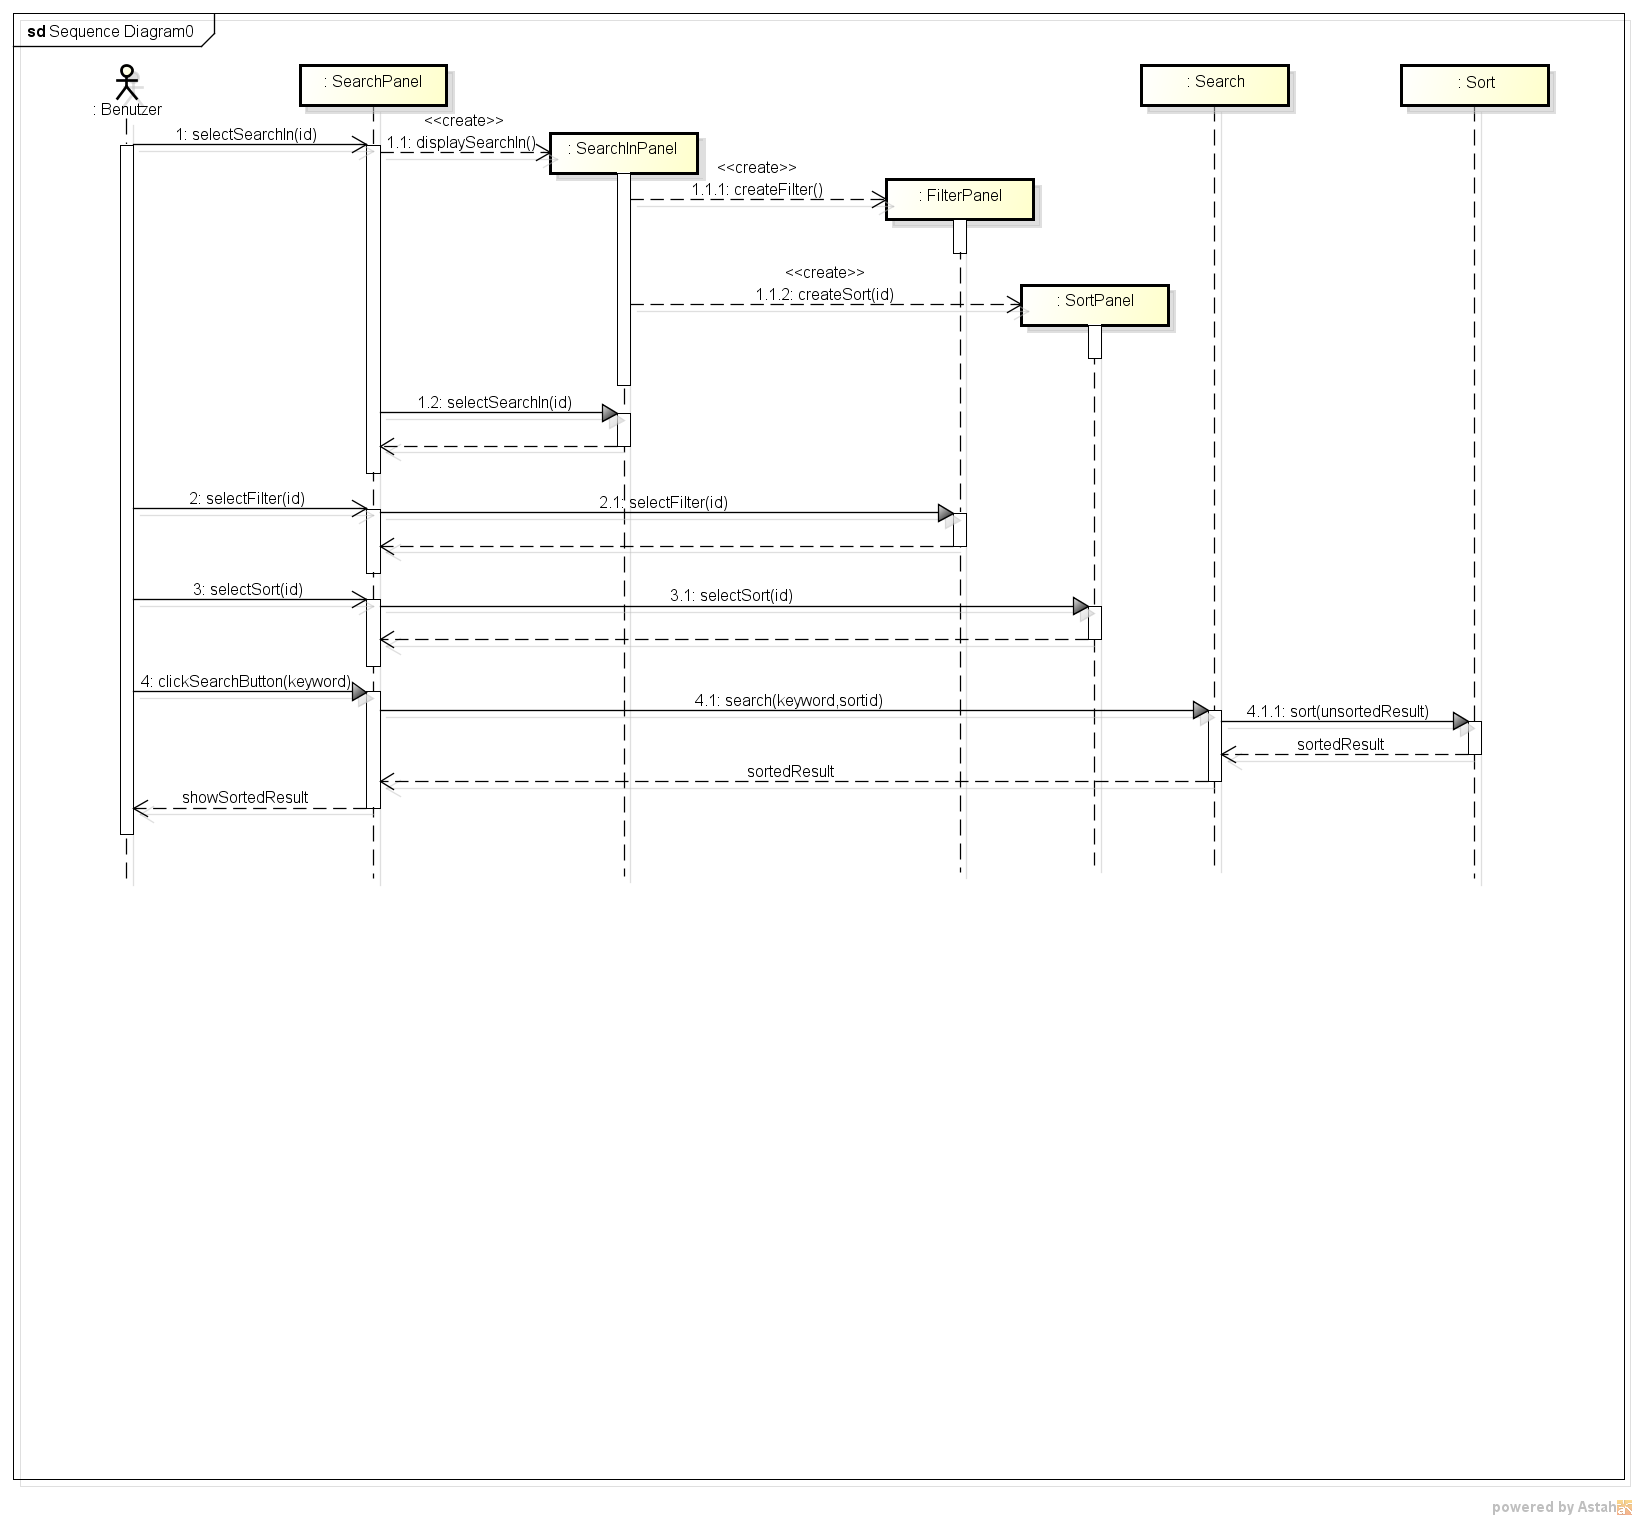 sd Sequence Diagram0
: Benutzer
: SearchPanel
: Search
: Sort
<<create>>
1: selectSearchIn(id)
1.1: displaySearchIn()
: SearchInPanel
<<create>>
1.1.1: createFilter()
: FilterPanel
<<create>>
1.1.2: createSort(id)
: SortPanel
1.2: selectSearchIn(id)
2: selectFilter(id)
2.1: selectFilter(id)
3: selectSort(id)
3.1: selectSort(id)
4: clickSearchButton(keyword)
4.1: search(keyword,sortid)
4.1.1: sort(unsortedResult)
sortedResult
sortedResult
showSortedResult
powered by Astah